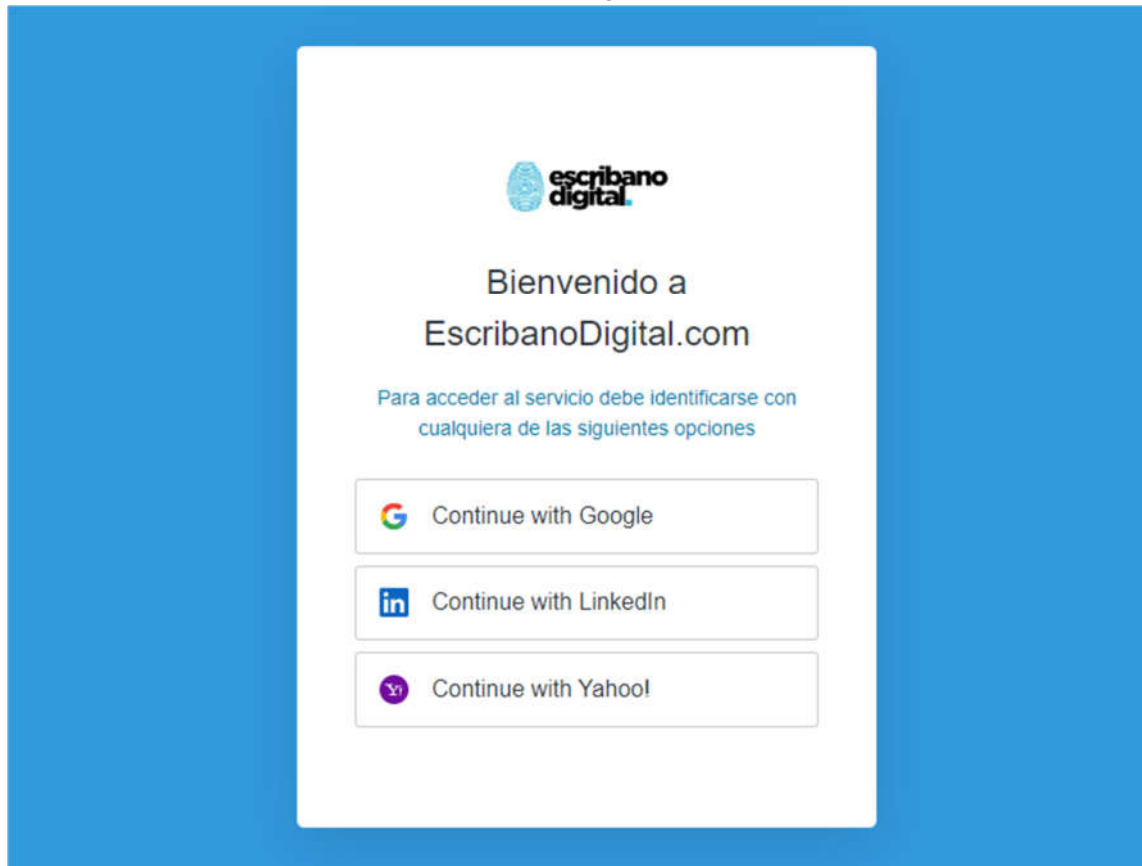 escribano
digital.
Bienvenido a
EscribanoDigital.com
Para acceder al servicio debe identificarse con
cualquiera de las siguientes opciones
Continue with Google
Continue with LinkedIn
Continue with Yahoo!